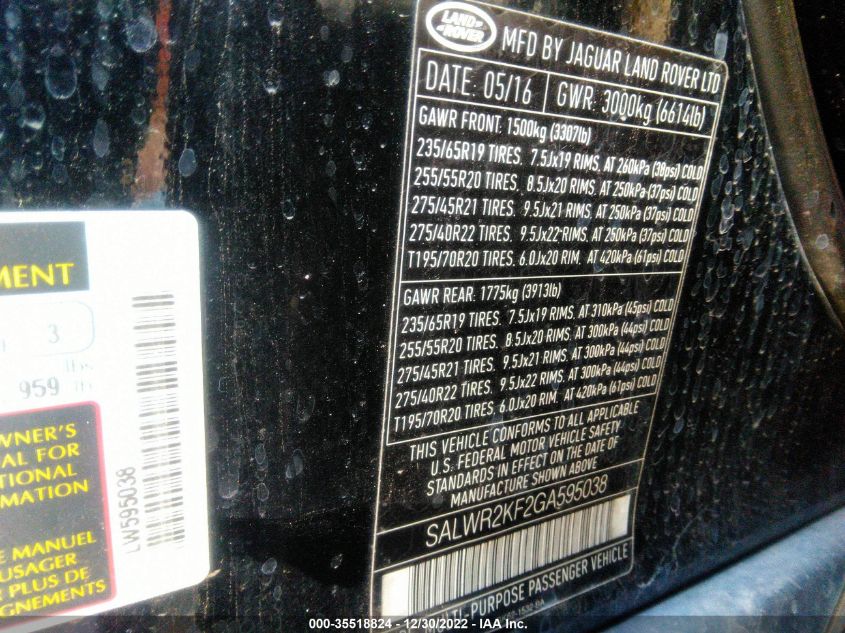 LAND ROVER
MFD BY JAGUAR LAND ROVER LTD
DATE: 05/16 GWR: 3000kg (6614lb)
GAWR FRONT: 1500kg (3307lb)
235/65R19 TIRES, 7.5Jx19 RIMS, AT 260kPa (38psi) COLD
255/55R20 TIRES, 8.5Jx20 RIMS, AT 250kPa (37psi) COLD
275/45R21 TIRES, 9.5Jx21 RIMS, AT 250kPa (37psi) COLD
275/40R22 TIRES, 9.5Jx22 RIMS, AT 250kPa (37psi) COLD
T195/70R20 TIRES, 6.0Jx20 RIM, AT 420kPa (61psi) COLD
GAWR REAR: 1775kg (3913lb)
235/65R19 TIRES, 7.5Jx19 RIMS, AT 310kPa (45psi) COLD
255/55R20 TIRES, 8.5Jx20 RIMS, AT 300kPa (44psi) COLD
275/45R21 TIRES, 9.5Jx21 RIMS, AT 300kPa (44psi) COLD
275/40R22 TIRES, 9.5Jx22 RIMS, AT 300kPa (44psi) COLD
T195/70R20 TIRES, 6.0Jx20 RIM, AT 420kPa (61psi) COLD
THIS VEHICLE CONFORMS TO ALL APPLICABLE
U.S. FEDERAL MOTOR VEHICLE SAFETY
STANDARDS IN EFFECT ON THE DATE OF
MANUFACTURE SHOWN ABOVE
SALWR2KF2GA595038
MULTI-PURPOSE PASSENGER VEHICLE
MENT
3
lbs
959 lb
WNER'S
AL FOR
TIONAL
RMATION
E MANUEL
USAGER
R PLUS DE
GNEMENTS
LW595038
000-35518824 - 12/30/2022 - IAA Inc.